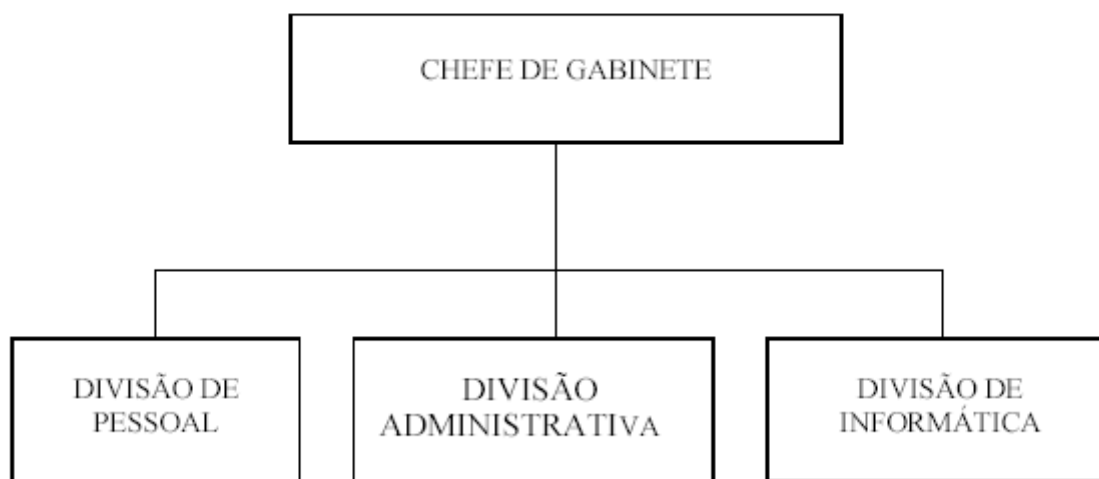 CHEFE DE GABINETE
DIVISÃO DE
PESSOAL
DIVISÃO
ADMINISTRATIVA
DIVISÃO DE
INFORMÁTICA